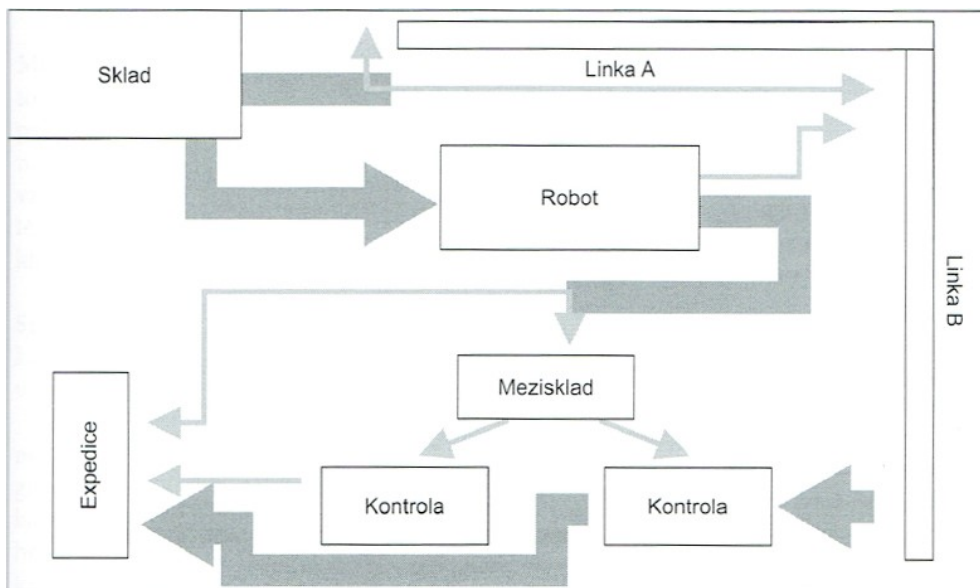 Sklad
Linka A
Robot
Linka B
Mezisklad
Expedice
Kontrola
Kontrola